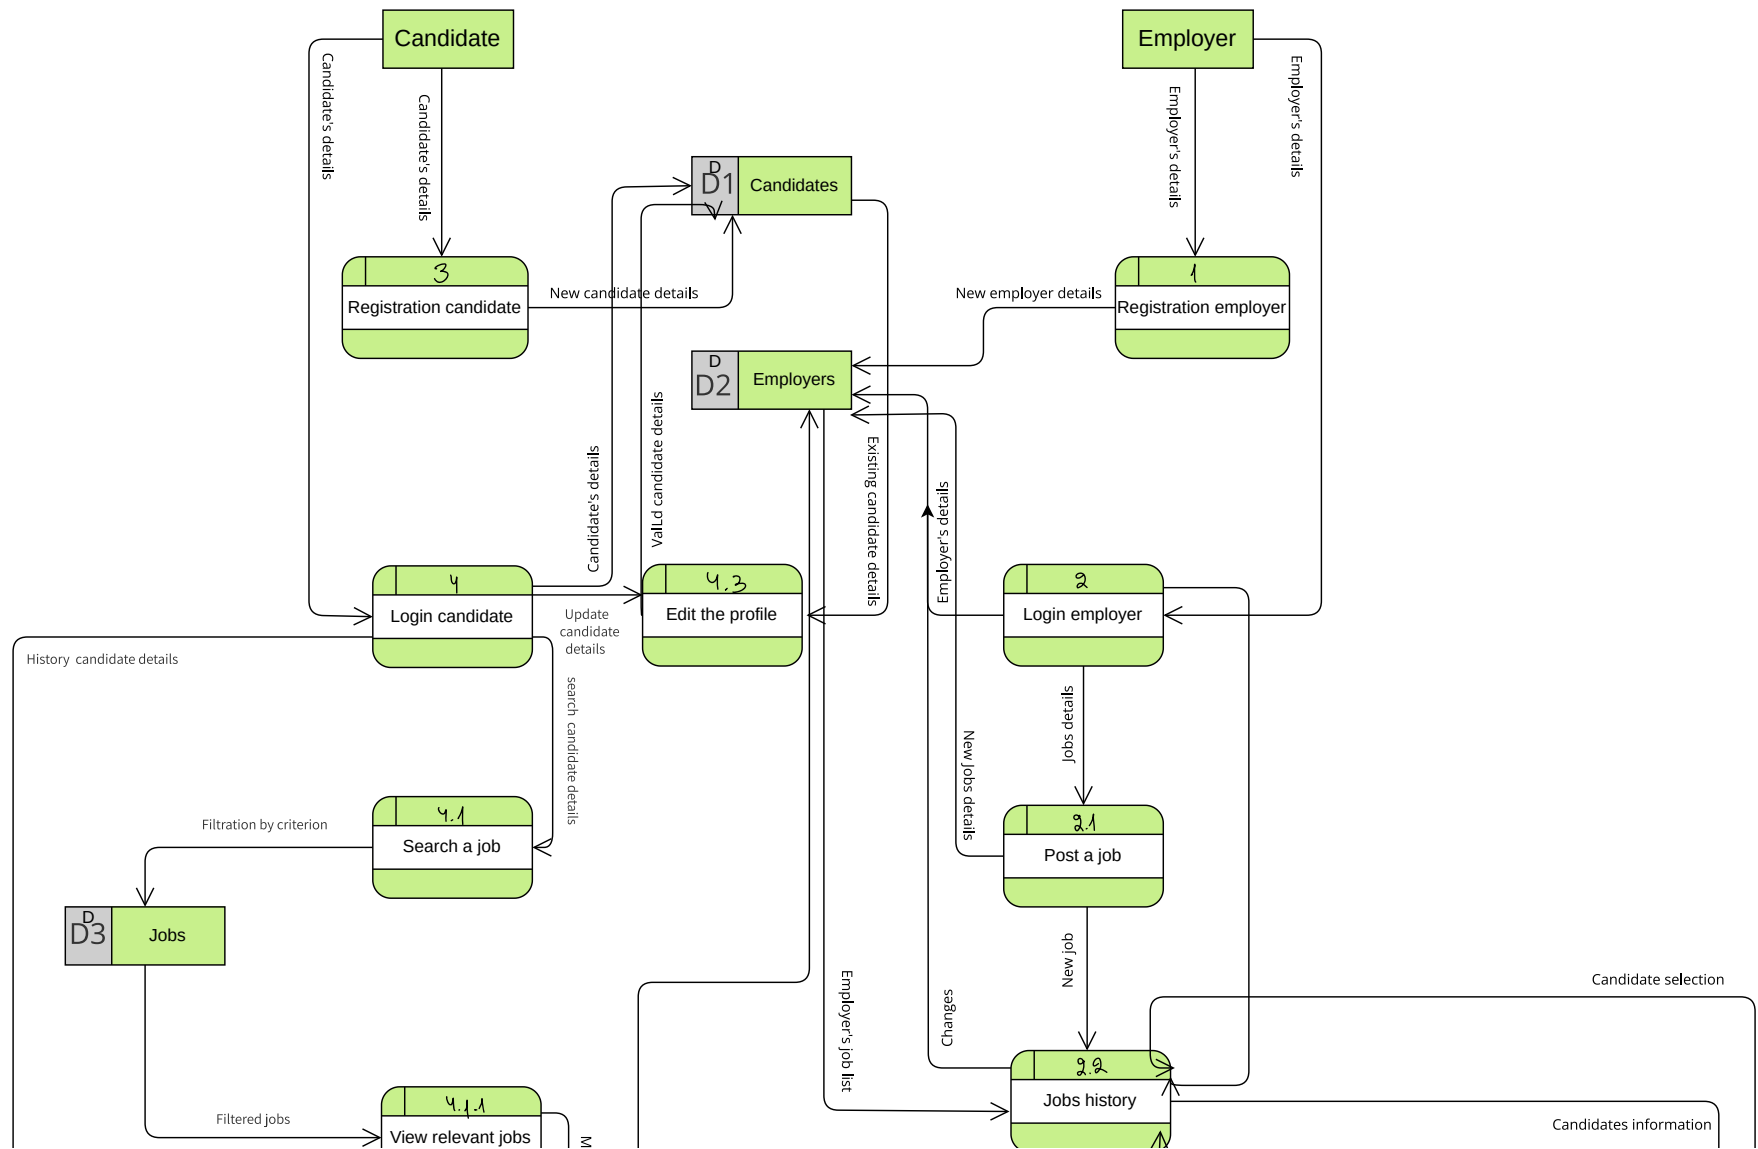 Candidate
Employer
Candidate's details
Candidate's details
Employer's details
Employer's details
D
D1
Candidates
3
Registration candidate
New candidate details
1
Registration employer
New employer details
D
D2
Employers
Candidate's details
ValLd candidate details
Existing candidate details
Employer's details
New Jobs details
4
Login candidate
4.3
Edit the profile
2
Login employer
Update
candidate
details
History candidate details
search candidate details
Jobs details
4.1
Search a job
Filtration by criterion
2.1
Post a job
D
D3
Jobs
New job
Employer's job list
Changes
Candidate selection
2.2
Jobs history
4.1.1
View relevant jobs
Filtered jobs
M
Candidates information